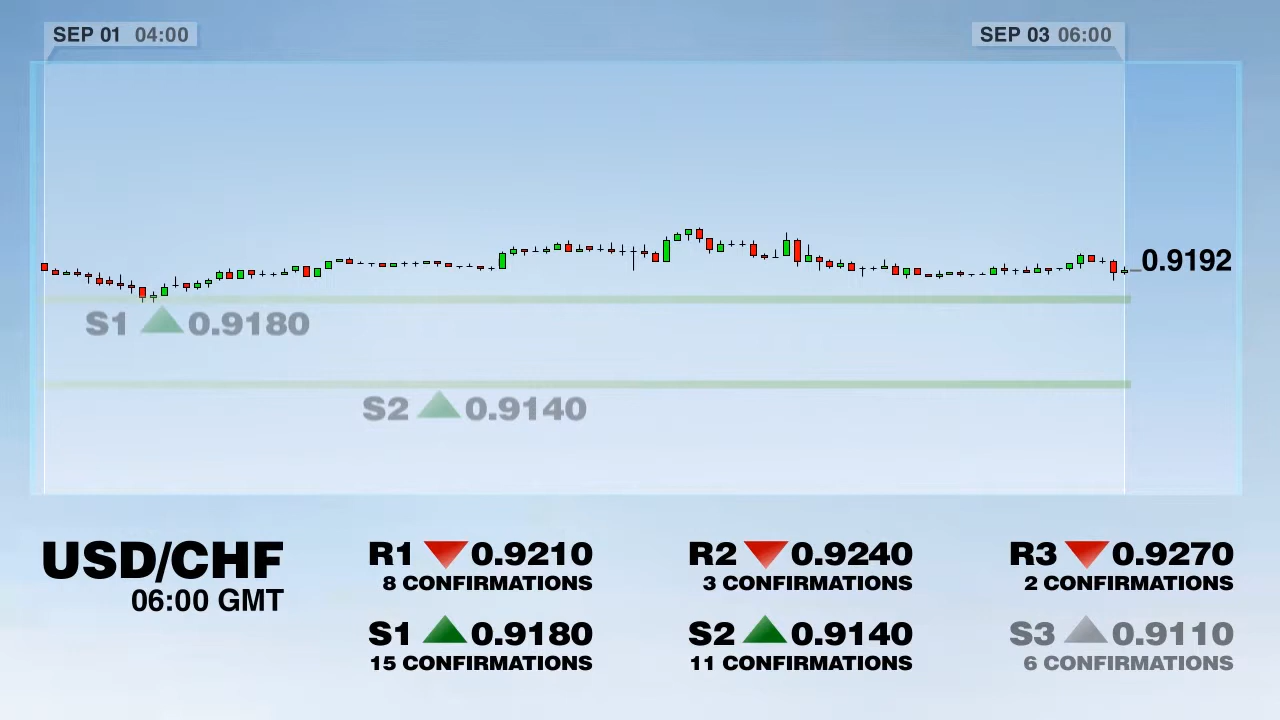 SEP 01 04:00
SEP 03 06:00
0.9192
S1 0.9180
S2 0.9140
USD/CHF
06:00 GMT
R1 0.9210
8 CONFIRMATIONS
R2 0.9240
3 CONFIRMATIONS
R3 0.9270
2 CONFIRMATIONS
S1 0.9180
15 CONFIRMATIONS
S2 0.9140
11 CONFIRMATIONS
S3 0.9110
6 CONFIRMATIONS